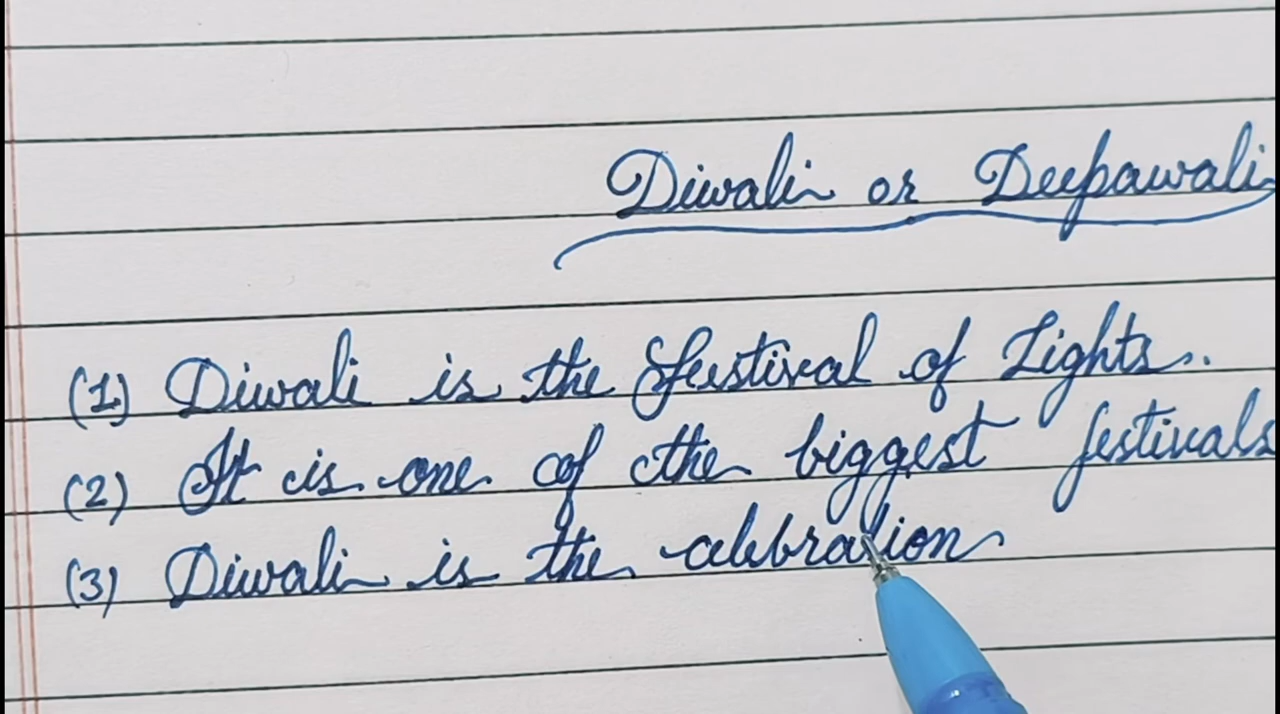 Diwali or Deepawali
(1) Diwali is the festival of Lights..
(2) It is one of the biggest festivals
(3) Diwali is the celebration